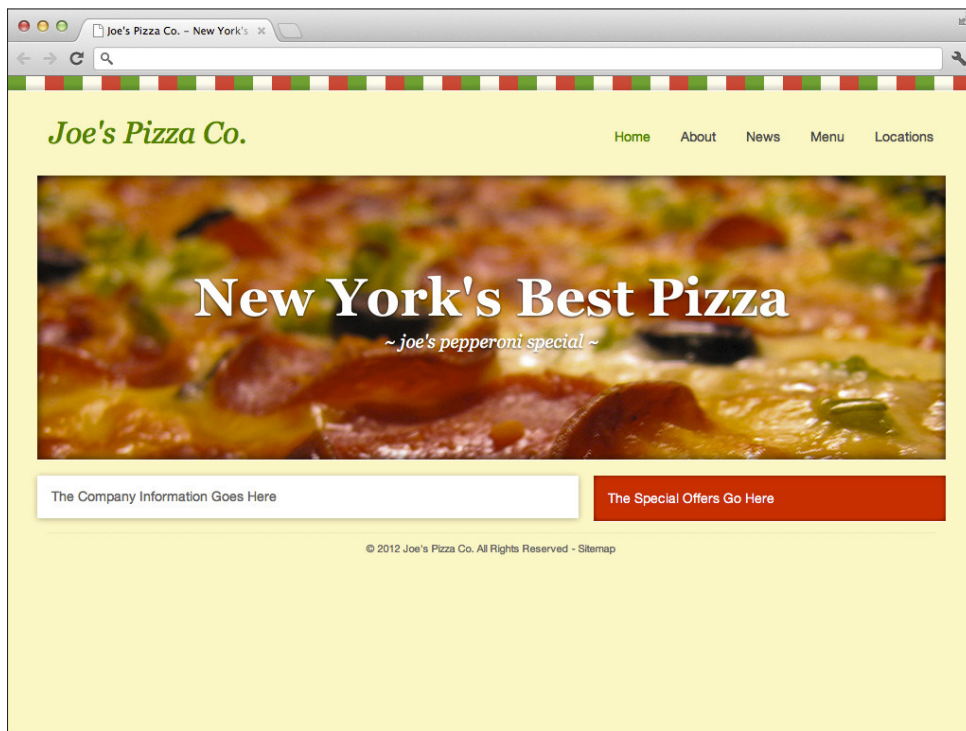 Joe's Pizza Co. – New York's
Joe's Pizza Co.
Home About News Menu Locations
New York's Best Pizza
~ joe's pepperoni special ~
The Company Information Goes Here
The Special Offers Go Here
© 2012 Joe's Pizza Co. All Rights Reserved - Sitemap